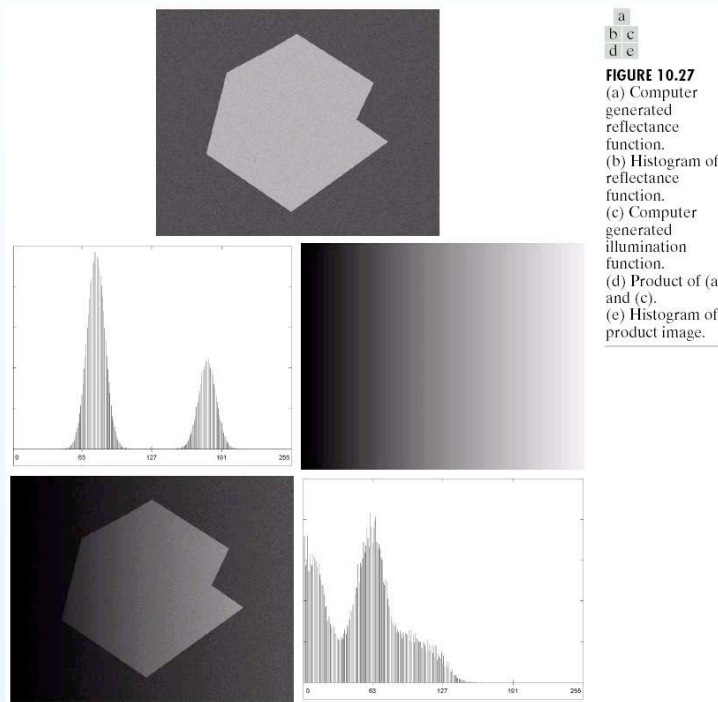 a
b c
d e
FIGURE 10.27
(a) Computer
generated
reflectance
function.
(b) Histogram of
reflectance
function.
(c) Computer
generated
illumination
function.
(d) Product of (a
and (c).
(e) Histogram of
product image.
0 63 127 191 255
0 63 127 191 255